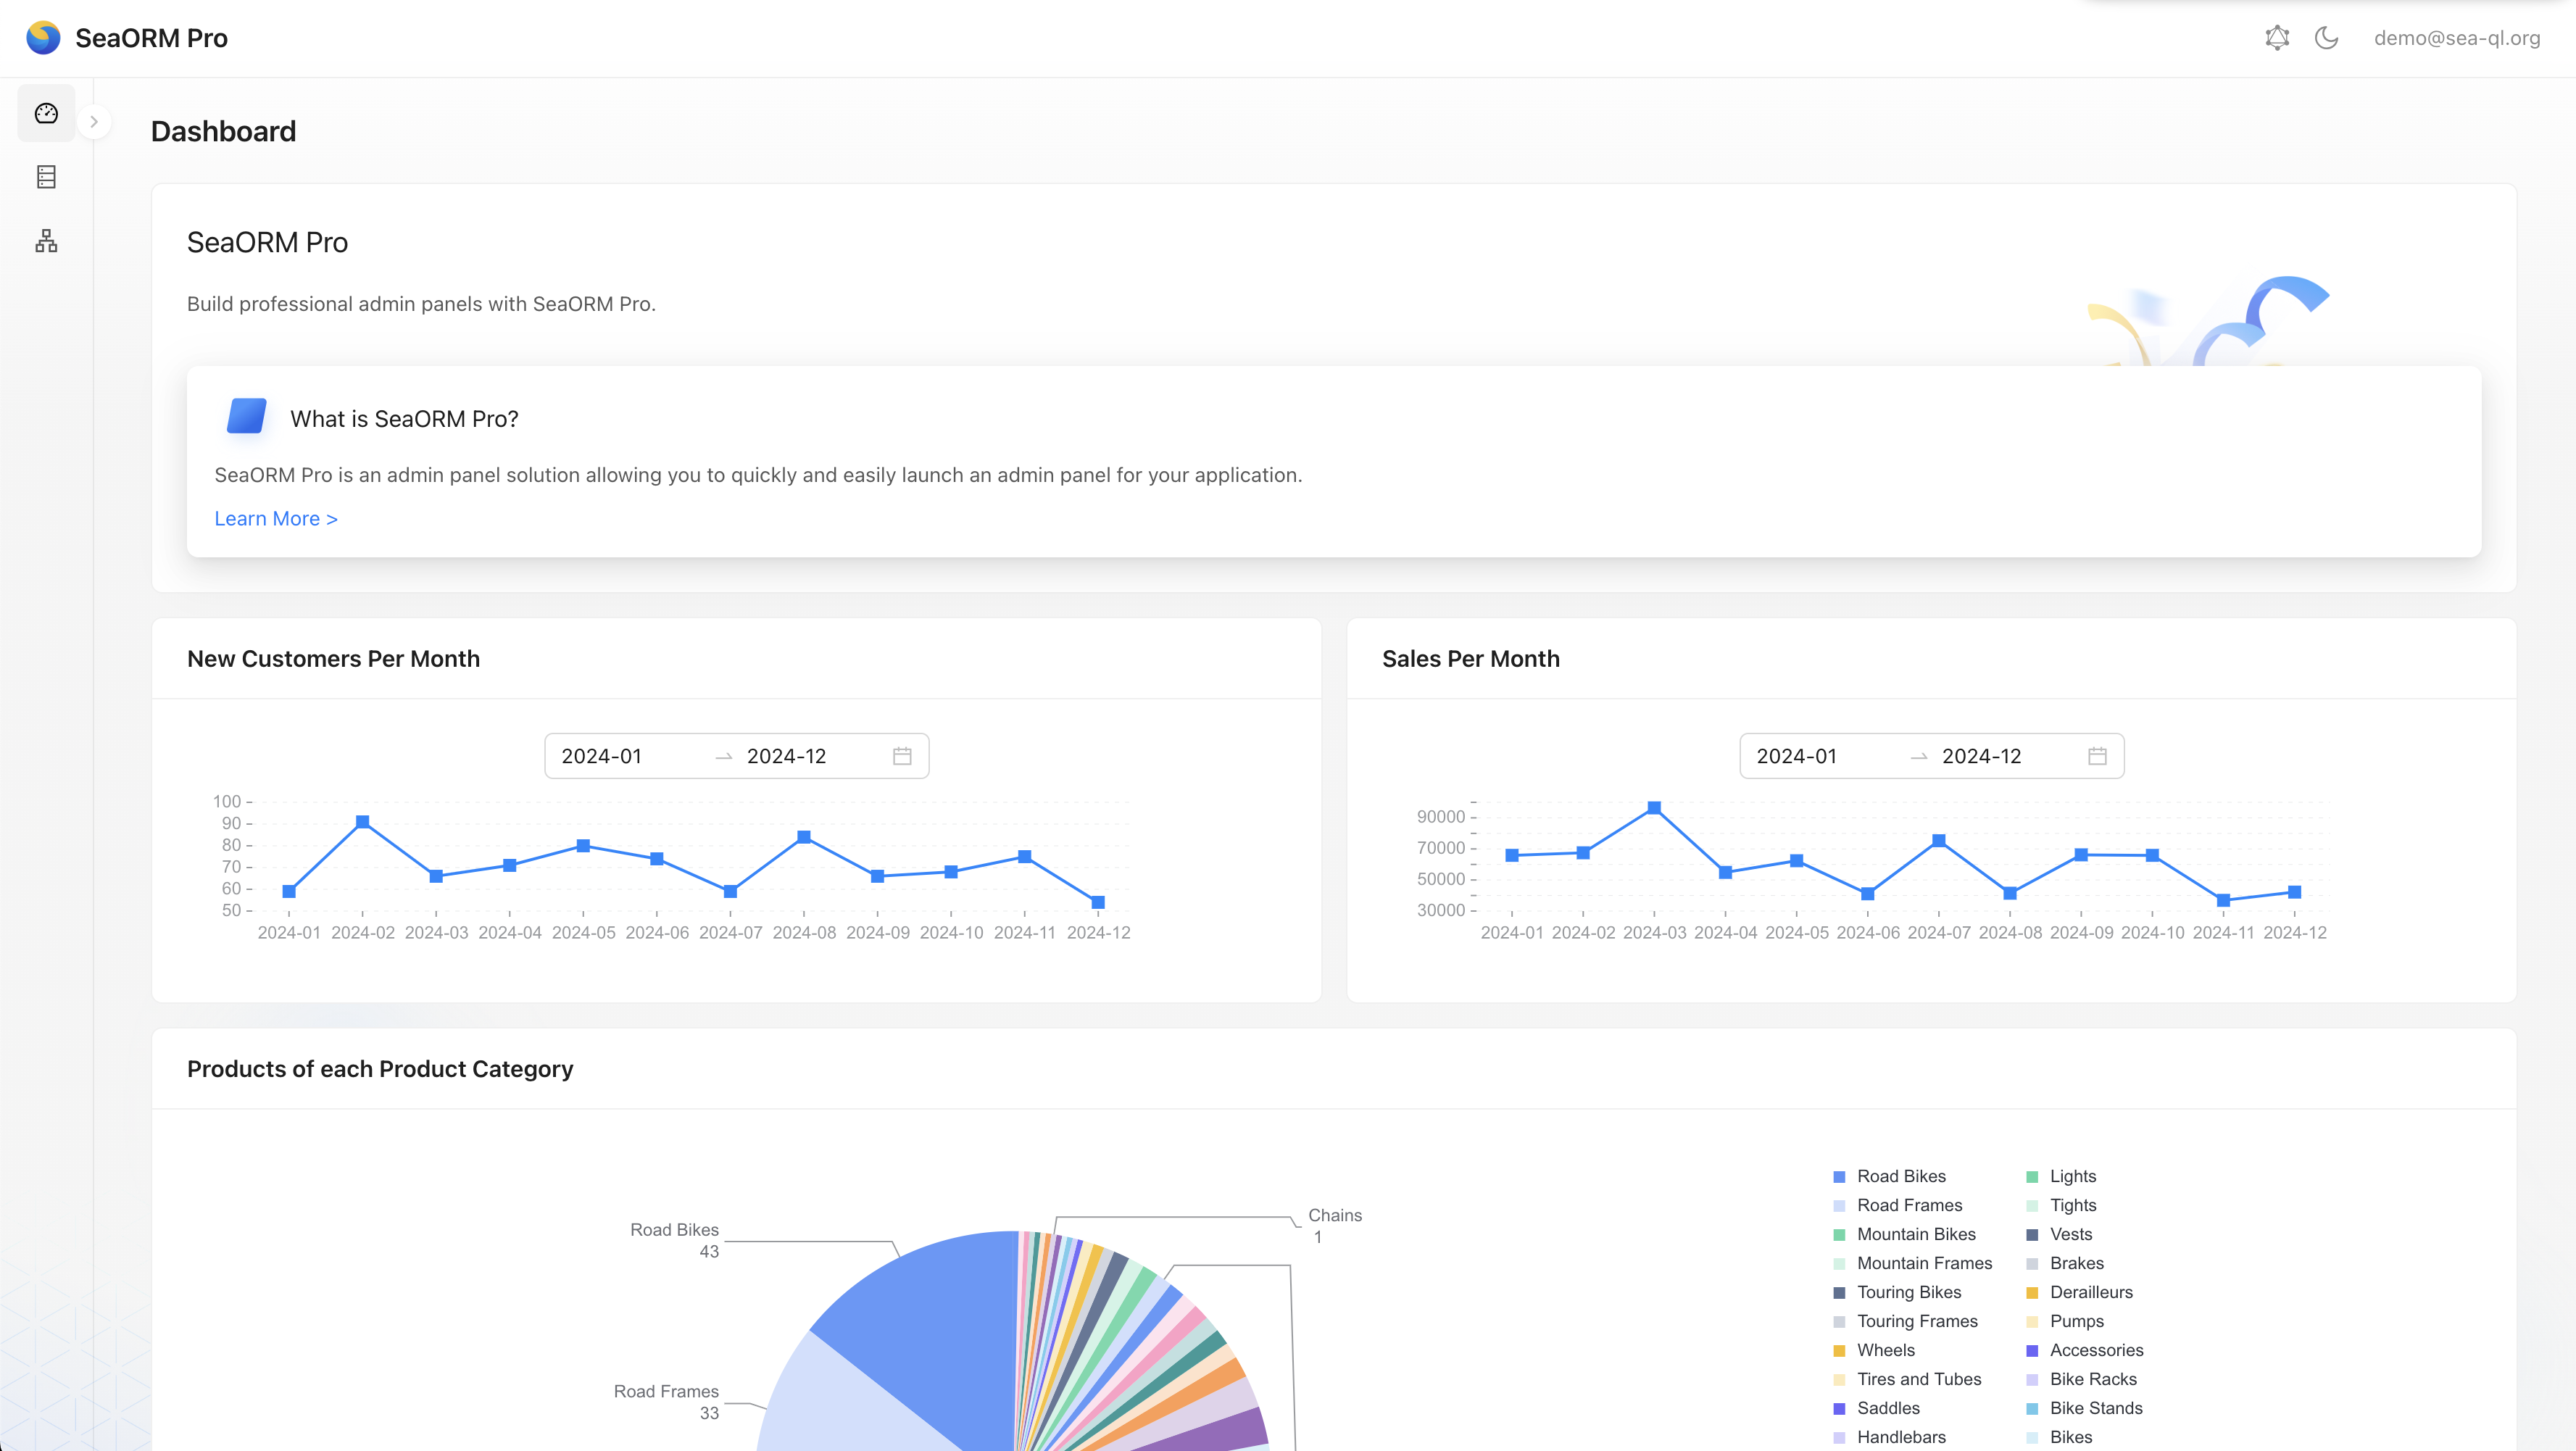 SeaORM Pro
demo@sea-ql.org
Dashboard
SeaORM Pro
Build professional admin panels with SeaORM Pro.
What is SeaORM Pro?
SeaORM Pro is an admin panel solution allowing you to quickly and easily launch an admin panel for your application.
Learn More >
New Customers Per Month
2024-01 → 2024-12
100
90
80
70
60
50
2024-01 2024-02 2024-03 2024-04 2024-05 2024-06 2024-07 2024-08 2024-09 2024-10 2024-11 2024-12
Sales Per Month
2024-01 → 2024-12
90000
70000
50000
30000
2024-01 2024-02 2024-03 2024-04 2024-05 2024-06 2024-07 2024-08 2024-09 2024-10 2024-11 2024-12
Products of each Product Category
Road Bikes
43
Road Frames
33
Chains
1
Road Bikes
Road Frames
Mountain Bikes
Mountain Frames
Touring Bikes
Touring Frames
Wheels
Tires and Tubes
Saddles
Handlebars
Lights
Tights
Vests
Brakes
Derailleurs
Pumps
Accessories
Bike Racks
Bike Stands
Bikes